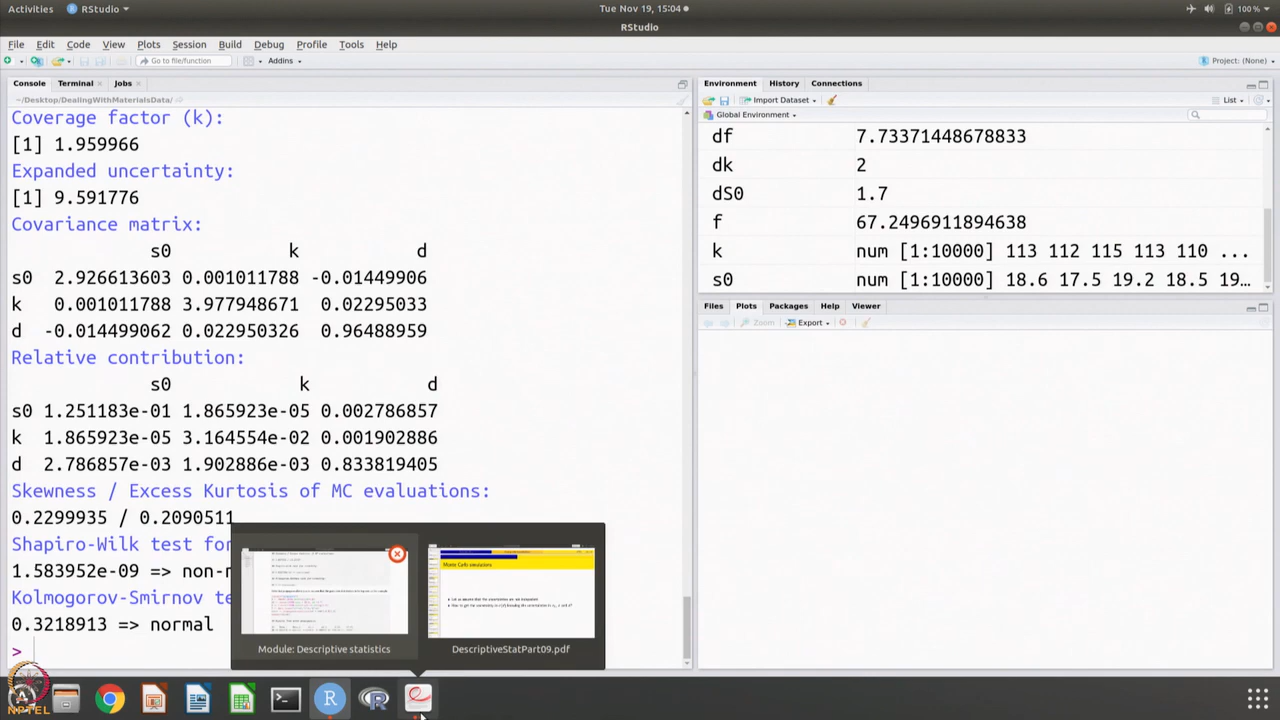 Activities RStudio Tue Nov 19, 15:04 100 %
RStudio
File Edit Code View Plots Session Build Debug Profile Tools Help
Go to file/function Addins Project: (None)
Console Terminal Jobs
~/Desktop/DealingWithMaterialsData/
Coverage factor (k):
[1] 1.959966
Expanded uncertainty:
[1] 9.591776
Covariance matrix:
s0 k d
s0 2.926613603 0.001011788 -0.01449906
k 0.001011788 3.977948671 0.02295033
d -0.014499062 0.022950326 0.96488959
Relative contribution:
s0 k d
s0 1.251183e-01 1.865923e-05 0.002786857
k 1.865923e-05 3.164554e-02 0.001902886
d 2.786857e-03 1.902886e-03 0.833819405
Skewness / Excess Kurtosis of MC evaluations:
0.2299935 / 0.2090511
Shapiro-Wilk test for
1.583952e-09 => non-
Kolmogorov-Smirnov te
0.3218913 => normal
>
Environment History Connections
Import Dataset List
Global Environment
df 7.73371448678833
dk 2
dS0 1.7
f 67.2496911894638
k num [1:10000] 113 112 115 113 110 ...
s0 num [1:10000] 18.6 17.5 19.2 18.5 19...
Files Plots Packages Help Viewer
Zoom Export
Monte Carlo simulations
Module: Descriptive statistics
DescriptiveStatPart09.pdf
NPTEL